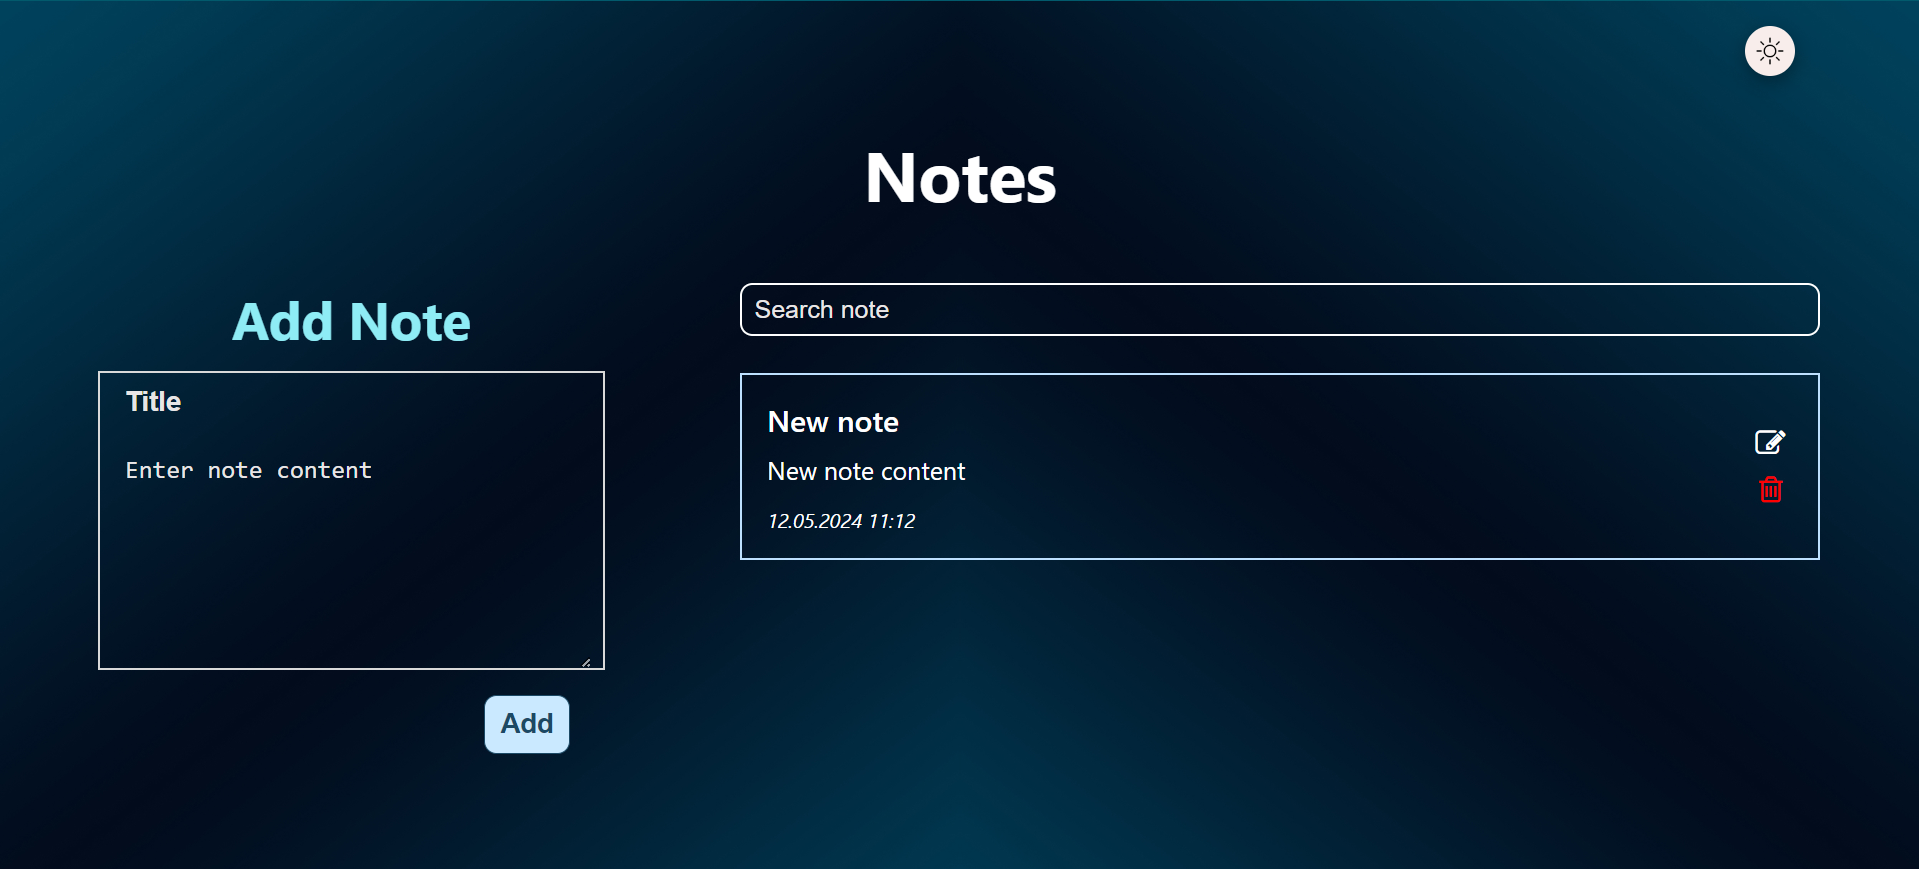 Notes
Add Note
Title
Enter note content
Add
Search note
New note
New note content
12.05.2024 11:12